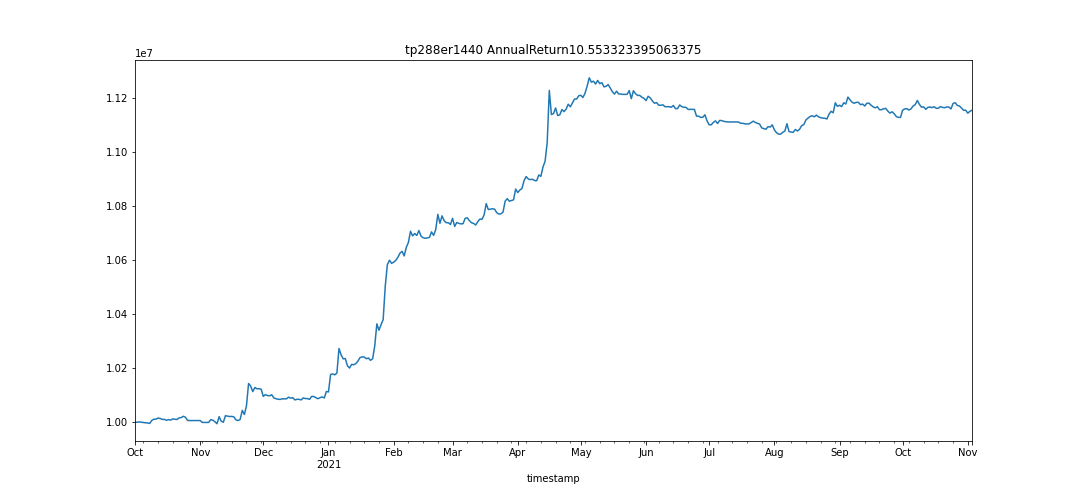 tp288er1440 AnnualReturn10.553323395063375
1e7
1.12
1.10
1.08
1.06
1.04
1.02
1.00
Oct Nov Dec Jan Feb Mar Apr May Jun Jul Aug Sep Oct Nov
2021
timestamp